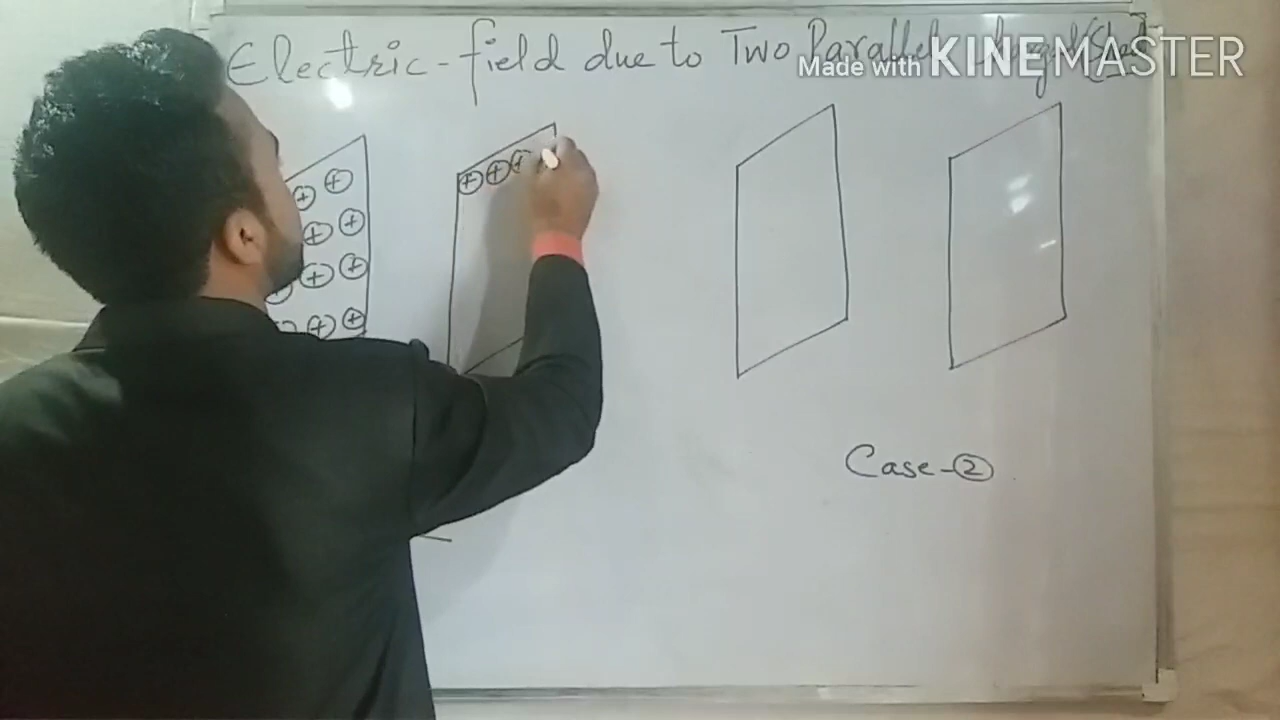 Electric-field due to Two Parallel
Made with KINEMASTER
+ +
+ +
+ +
+ +
+ + +
Case-②